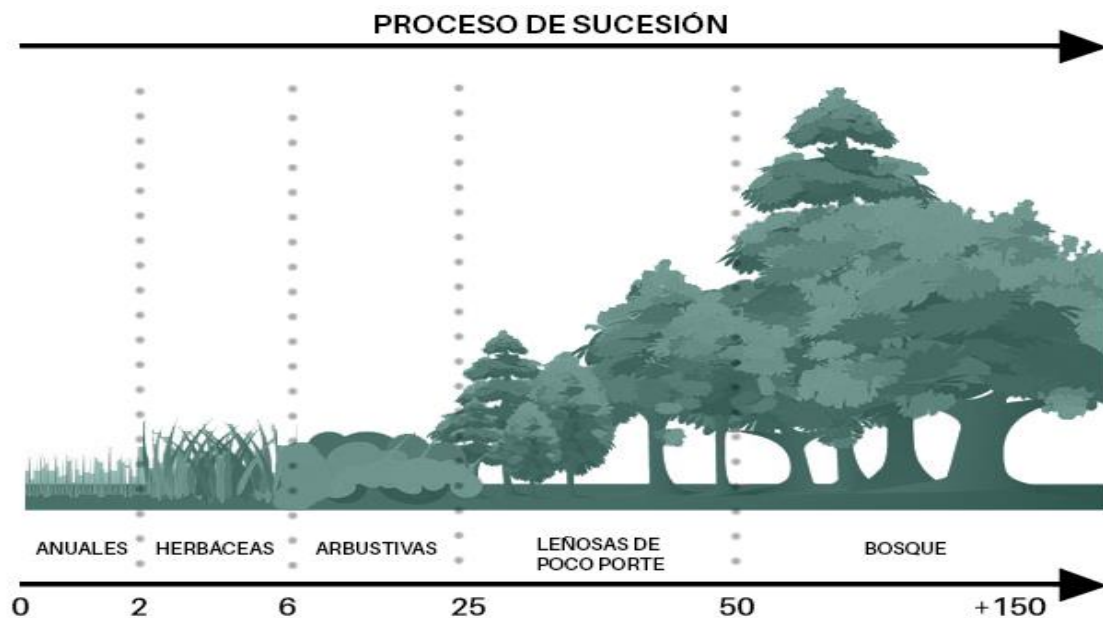 PROCESO DE SUCESIÓN
ANUALES
HERBÁCEAS
ARBUSTIVAS
LEÑOSAS DE
POCO PORTE
BOSQUE
0 2 6 25 50 +150